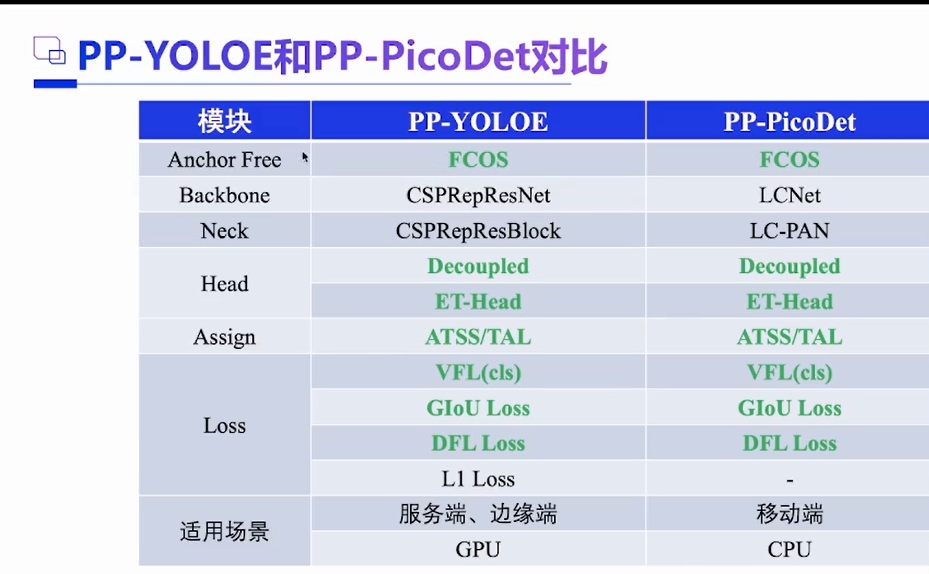 PP-YOLOE和PP-PicoDet对比
模块 PP-YOLOE PP-PicoDet
Anchor Free FCOS FCOS
Backbone CSPRepResNet LCNet
Neck CSPRepResBlock LC-PAN
Head Decoupled Decoupled
ET-Head ET-Head
Assign ATSS/TAL ATSS/TAL
Loss VFL(cls) VFL(cls)
GIoU Loss GIoU Loss
DFL Loss DFL Loss
L1 Loss -
适用场景 服务端、边缘端 移动端
GPU CPU